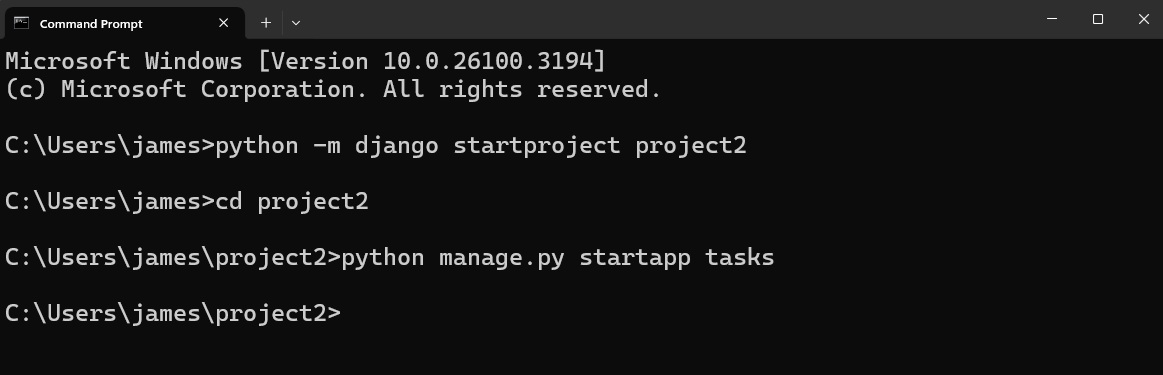 Command Prompt
Microsoft Windows [Version 10.0.26100.3194]
(c) Microsoft Corporation. All rights reserved.
C:\Users\james>python -m django startproject project2
C:\Users\james>cd project2
C:\Users\james\project2>python manage.py startapp tasks
C:\Users\james\project2>